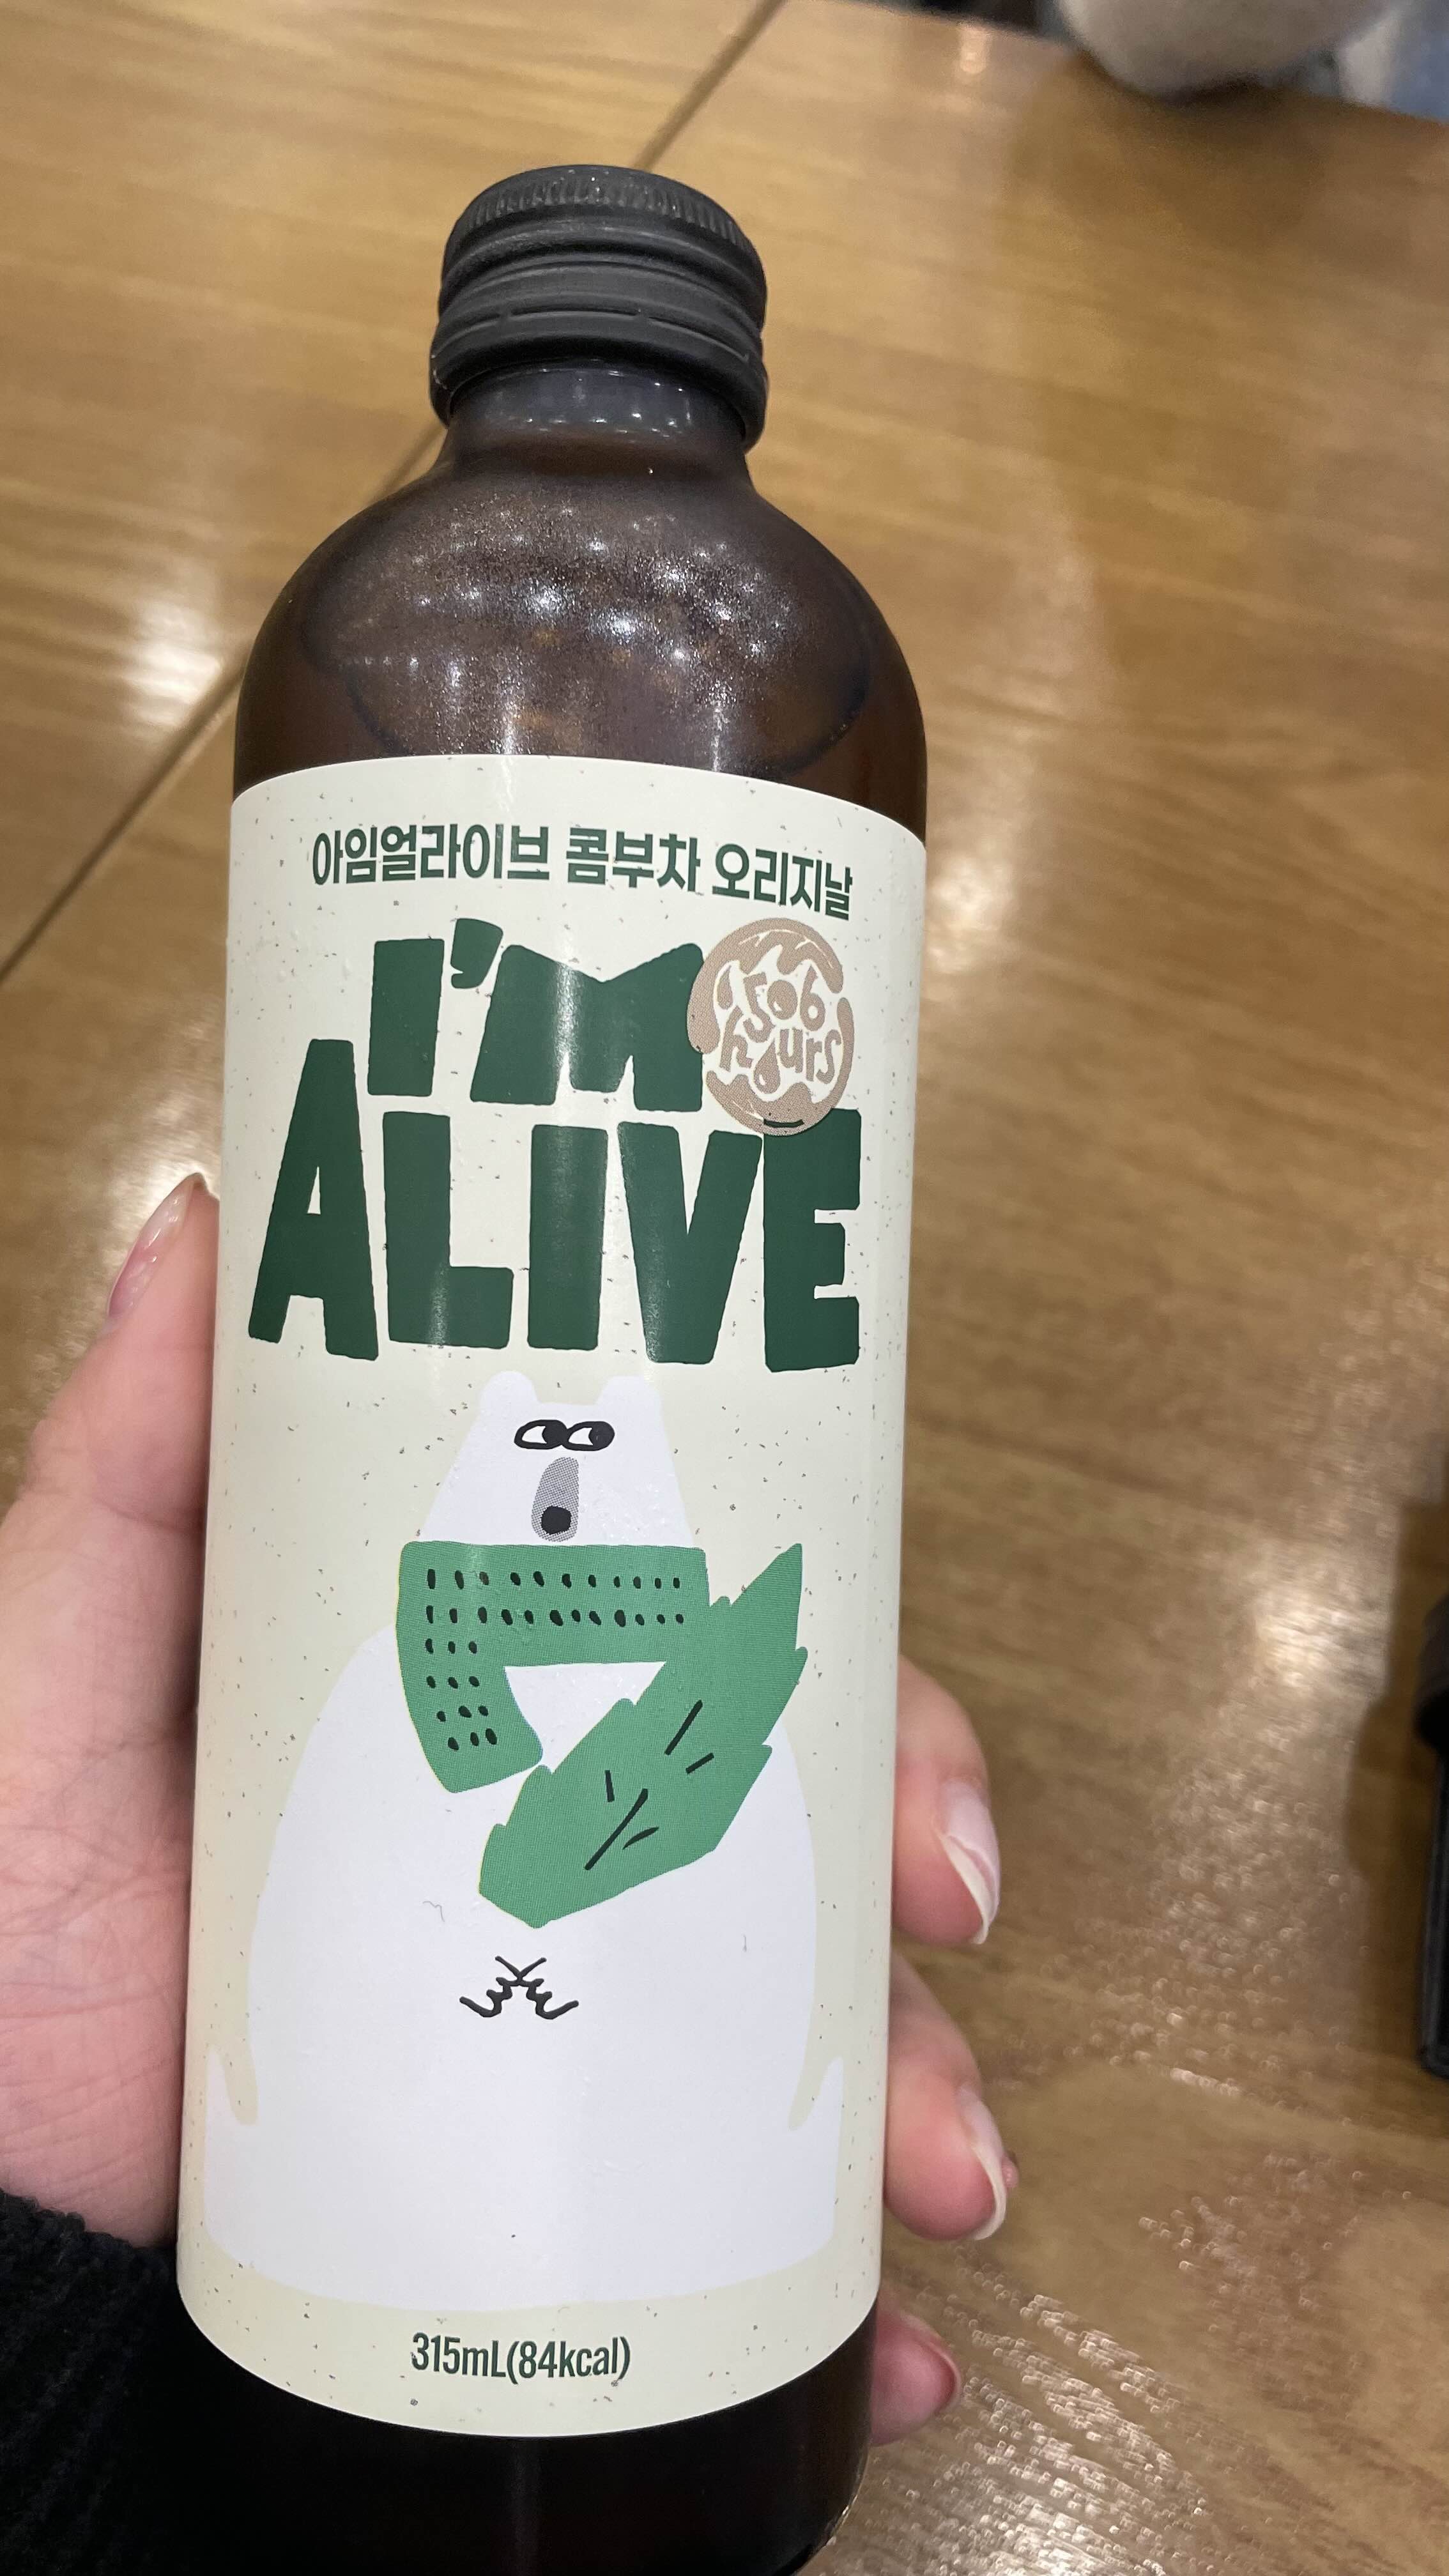 아임얼라이브 콤부차 오리지날
I'M
506
hours
ALIVE
315mL(84kcal)